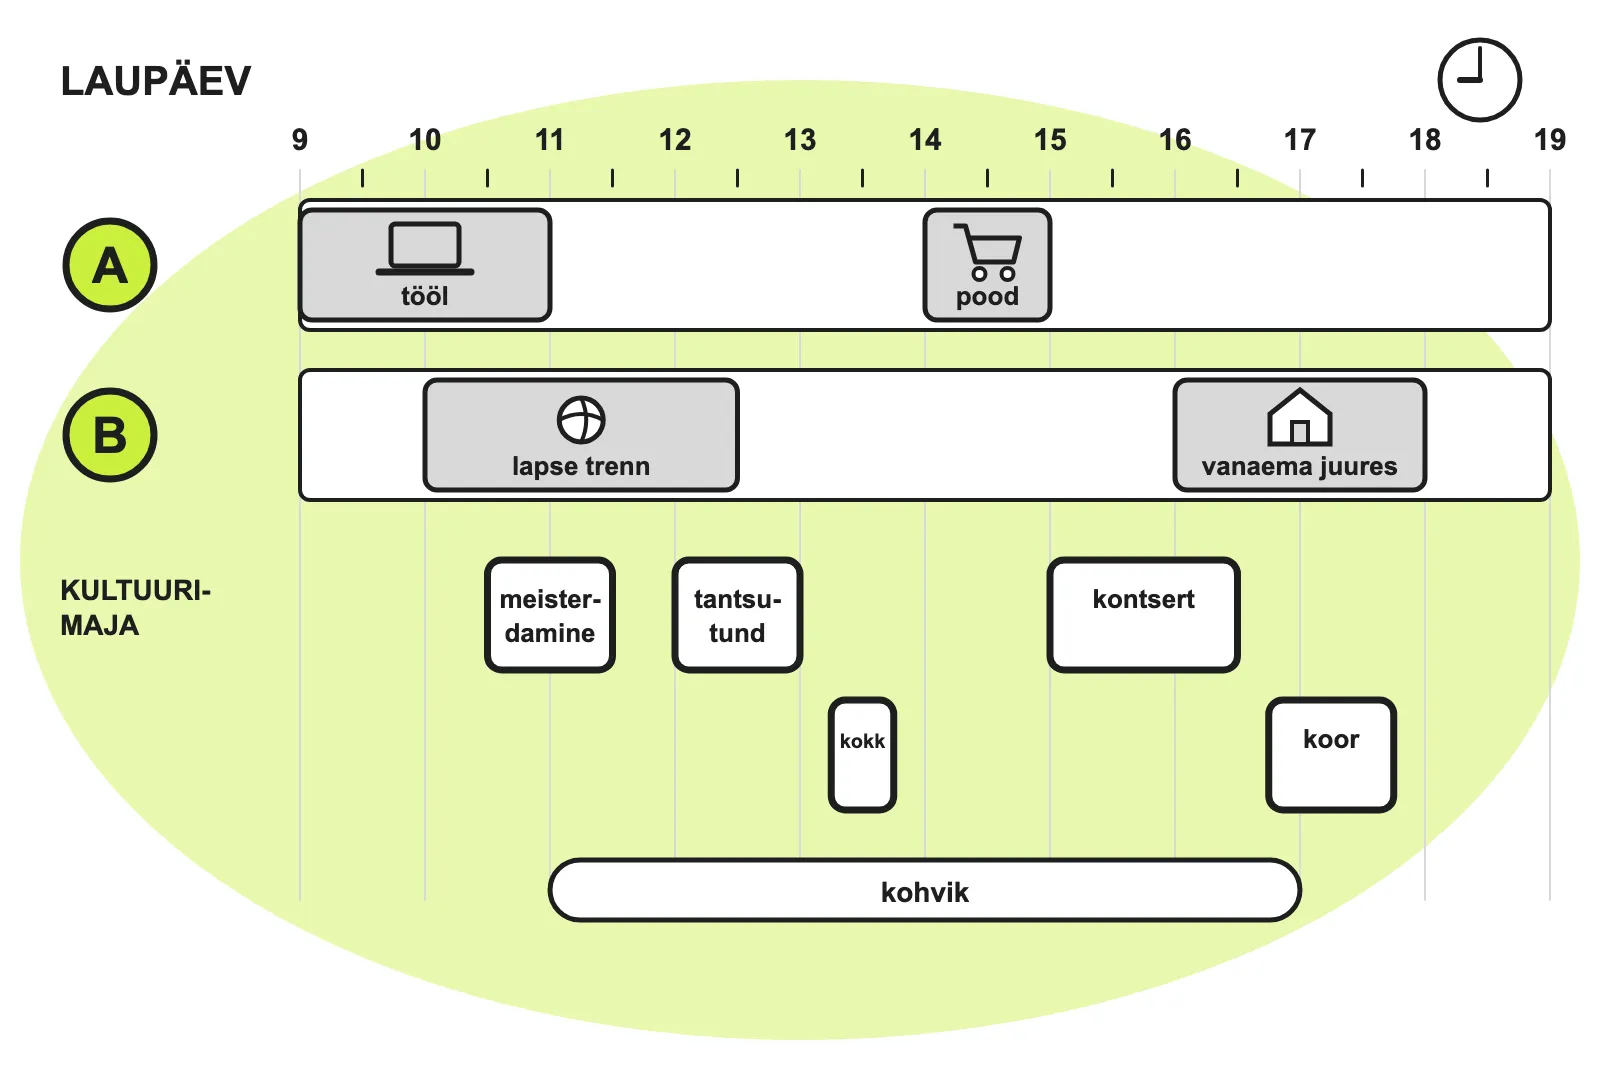 LAUPÄEV
9 10 11 12 13 14 15 16 17 18 19
A
tööl
pood
B
lapse trenn
vanaema juures
KULTUURI-
MAJA
meister-
damine
tantsu-
tund
kontsert
kokk
koor
kohvik